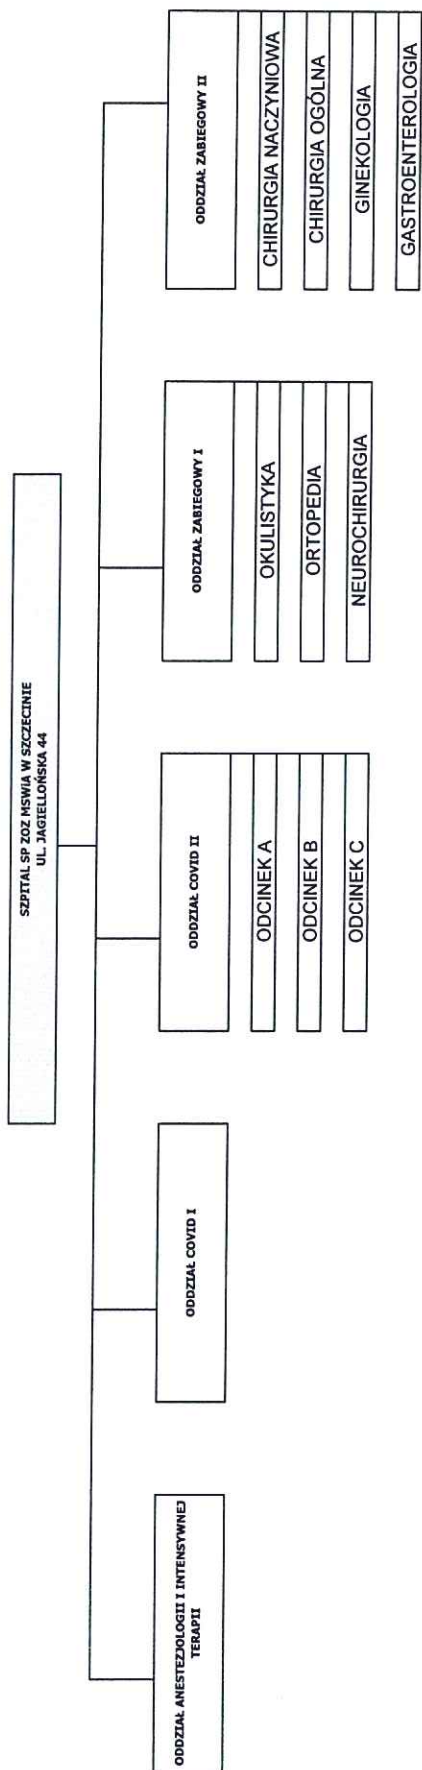 SZPITAL SP ZOZ MSWIA W SZCZECINIE
UL. JAGIELLOŃSKA 44
ODDZIAŁ ANESTEZJOLOGII I INTENSYWNEJ
TERAPII
ODDZIAŁ COVID I
ODDZIAŁ COVID II
ODCINEK A
ODCINEK B
ODCINEK C
ODDZIAŁ ZABIEGOWY I
OKULISTYKA
ORTOPEDIA
NEUROCHIRURGIA
ODDZIAŁ ZABIEGOWY II
CHIRURGIA NACZYNIOWA
CHIRURGIA OGÓLNA
GINEKOLOGIA
GASTROENTEROLOGIA